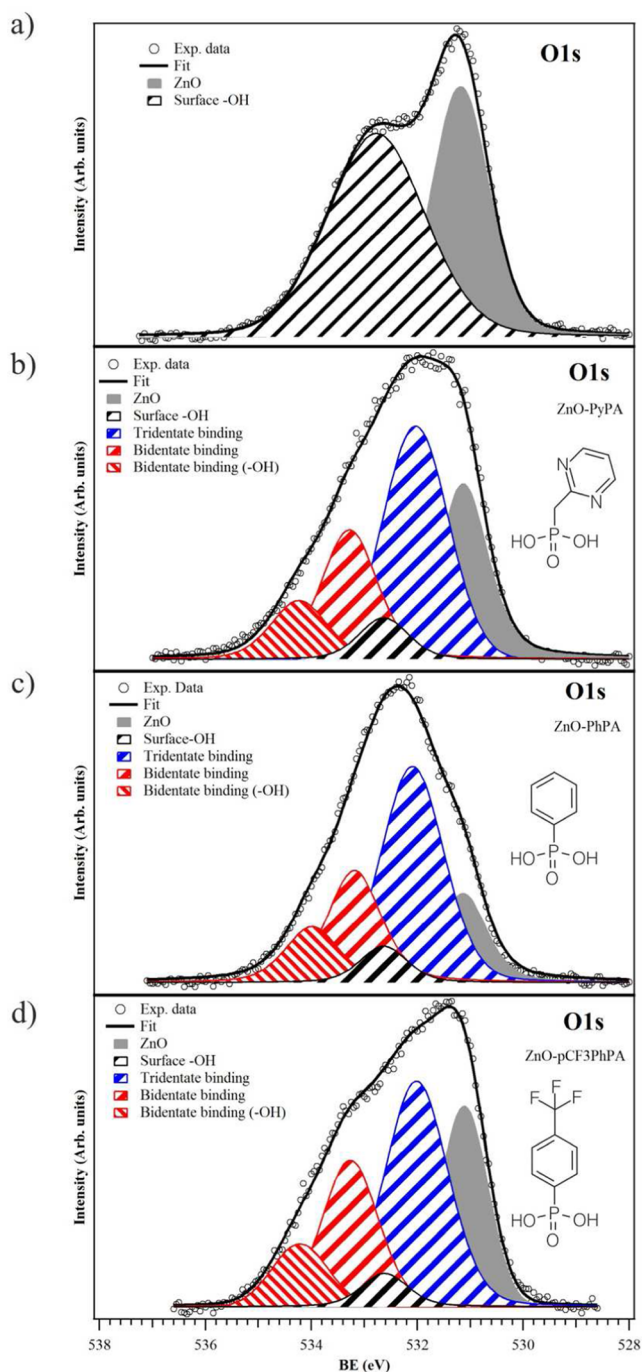 a)
Exp. data
Fit
ZnO
Surface -OH
O1s
Intensity (Arb. units)
b)
Exp. data
Fit
ZnO
Surface -OH
Tridentate binding
Bidentate binding
Bidentate binding (-OH)
O1s
ZnO-PyPA
N
N
HO P OH
O
Intensity (Arb. units)
c)
Exp. Data
Fit
ZnO
Surface-OH
Tridentate binding
Bidentate binding
Bidentate binding (-OH)
O1s
ZnO-PhPA
HO P OH
O
Intensity (Arb. units)
d)
Exp. data
Fit
ZnO
Surface -OH
Tridentate binding
Bidentate binding
Bidentate binding (-OH)
O1s
ZnO-pCF3PhPA
F
F F
HO P OH
O
Intensity (Arb. units)
538 536 534 532 530 528
BE (eV)